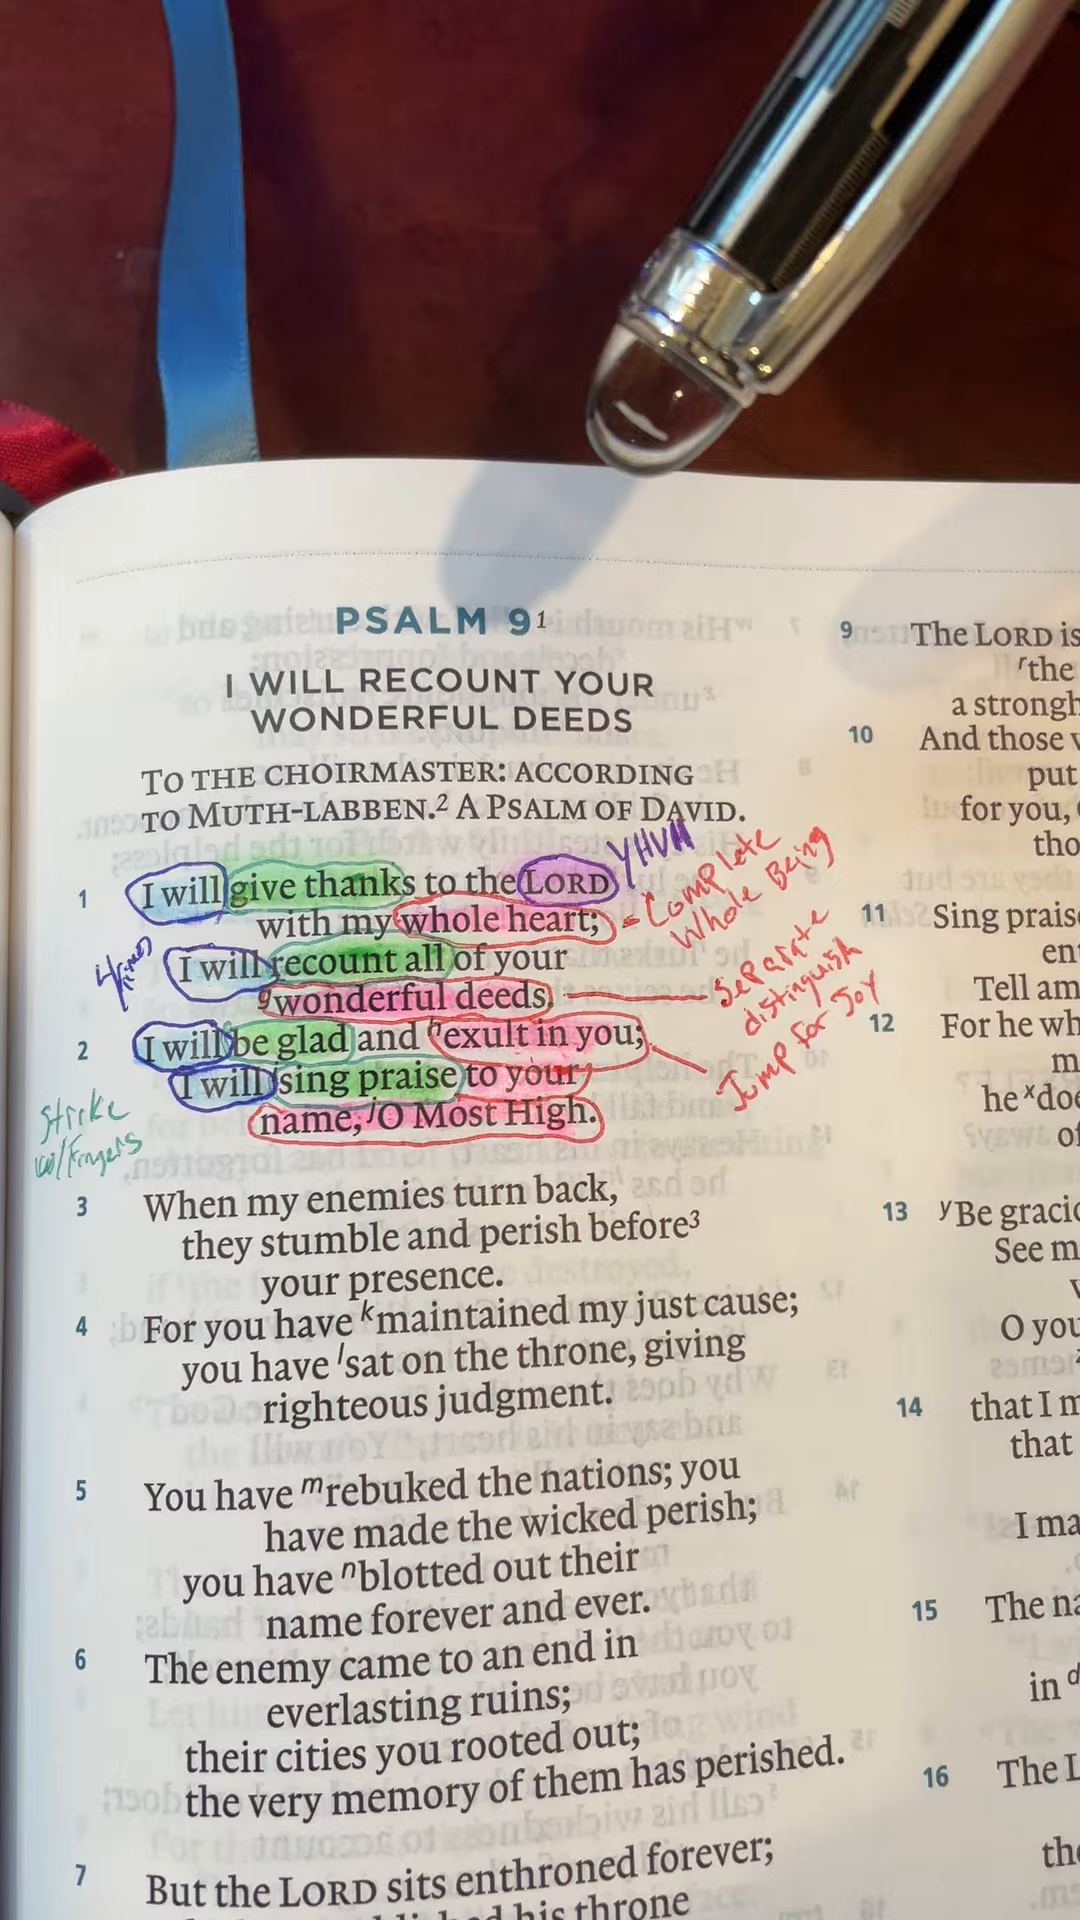 PSALM 9¹
I WILL RECOUNT YOUR
WONDERFUL DEEDS
TO THE CHOIRMASTER: ACCORDING
TO MUTH-LABBEN.² A PSALM OF DAVID.
YHVH
1 I will give thanks to the LORD
with my whole heart;
- Complete
Whole Being
4 times
I will recount all of your
ᵍwonderful deeds.
Separate
distinguish
2 I will be glad and ʰexult in you;
Jump for Joy
I will ⁱsing praise to your
name, ʲO Most High.
Strike
w/ Fingers
3 When my enemies turn back,
they stumble and perish before³
your presence.
4 For you have ᵏmaintained my just cause;
you have ˡsat on the throne, giving
righteous judgment.
5 You have ᵐrebuked the nations; you
have made the wicked perish;
you have ⁿblotted out their
name forever and ever.
6 The enemy came to an end in
everlasting ruins;
their cities you rooted out;
the very memory of them has perished.
7 But the LORD sits enthroned forever;
his throne
9 The LORD is
ʳthe
a strongh
10 And those w
put
for you,
tho
11 Sing praise
en
Tell am
12 For he wh
m
he ˣdoe
of
13 ʸBe gracio
See m
O you
14 that I m
that
I ma
15 The na
in ᵈ
16 The L
the